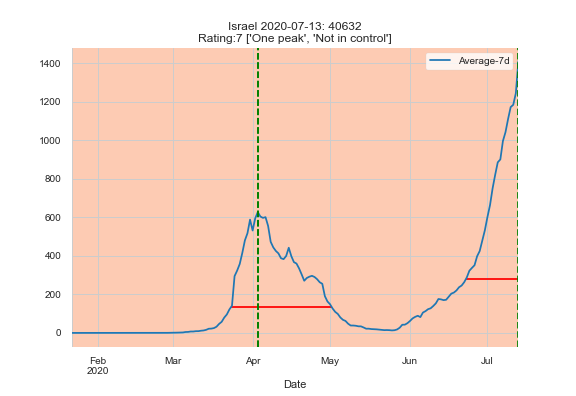 Israel 2020-07-13: 40632
Rating:7 ['One peak', 'Not in control']
Average-7d
1400
1200
1000
800
600
400
200
0
Feb Mar Apr May Jun Jul
2020
Date